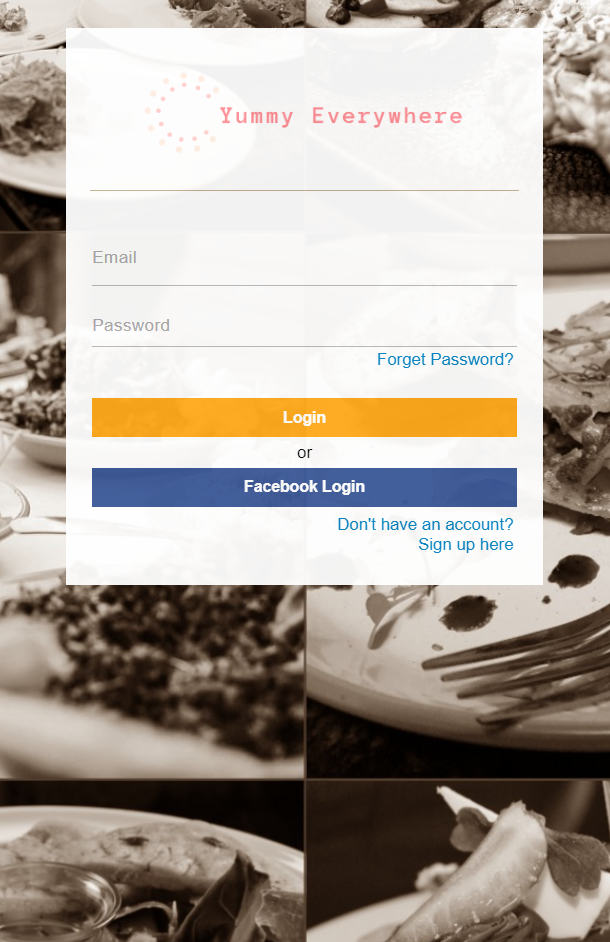 Yummy Everywhere
Email
Password
Forget Password?
Login
or
Facebook Login
Don't have an account?
Sign up here